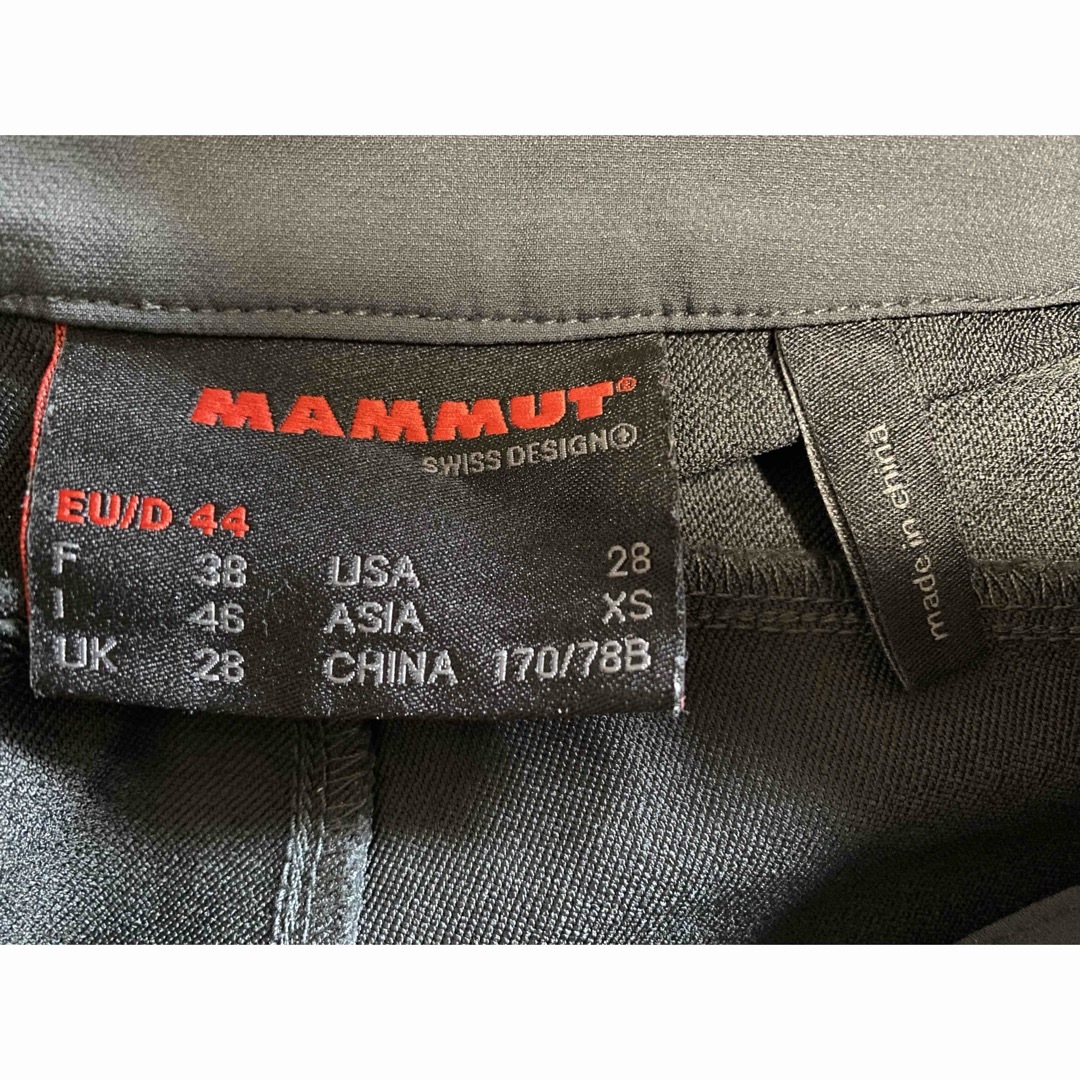 MAMMUT®
SWISS DESIGN
EU/D 44
F 38 USA 28
I 46 ASIA XS
UK 28 CHINA 170/78B
made in china